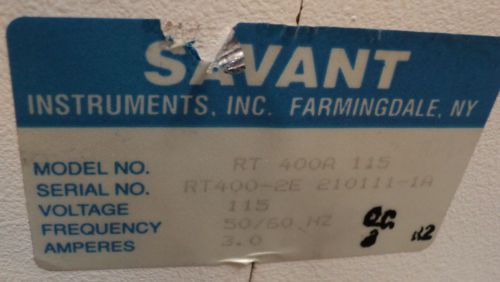 SAVANT
INSTRUMENTS, INC. FARMINGDALE, NY
MODEL NO. RT 400A 115
SERIAL NO. RT400-2E 210111-1A
VOLTAGE 115
FREQUENCY 50/60 HZ
AMPERES 3.0
QC